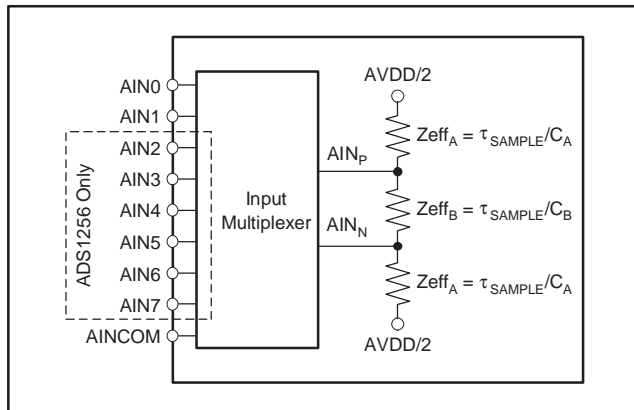 AIN0
AIN1
AIN2
AIN3
AIN4
AIN5
AIN6
AIN7
AINCOM
ADS1256 Only
Input
Multiplexer
AIN_P
AIN_N
AVDD/2
Zeff_A = τ_SAMPLE/C_A
Zeff_B = τ_SAMPLE/C_B
Zeff_A = τ_SAMPLE/C_A
AVDD/2